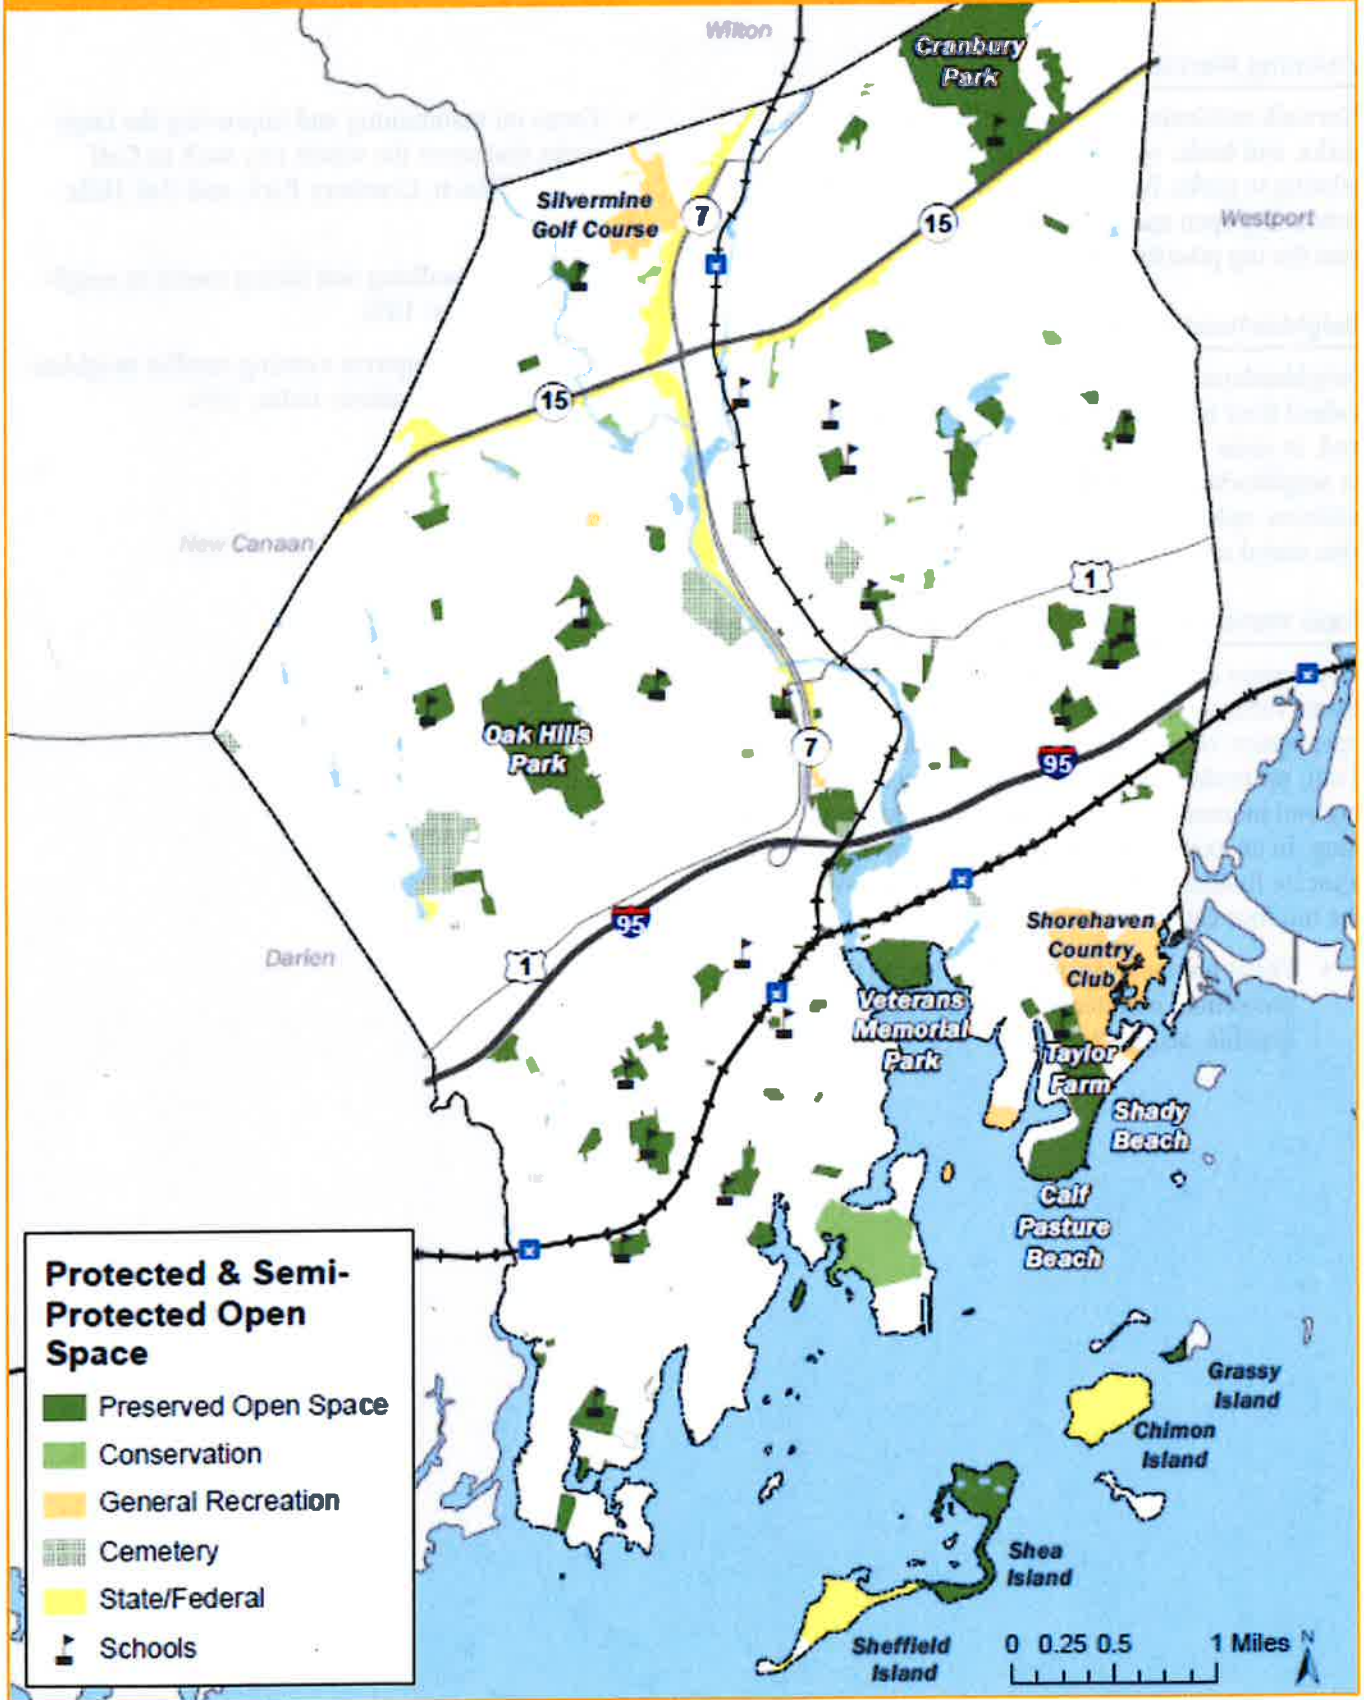 Wilton
Cranbury
Park
Silvermine
Golf Course
7
15
Westport
15
New Canaan
1
Oak Hills
Park
7
95
95
1
Darien
Shorehaven
Country
Club
Veterans
Memorial
Park
Taylor
Farm
Shady
Beach
Calf
Pasture
Beach
Grassy
Island
Chimon
Island
Shea
Island
Sheffield
Island
Protected & Semi-
Protected Open
Space
Preserved Open Space
Conservation
General Recreation
Cemetery
State/Federal
Schools
0 0.25 0.5 1 Miles
N